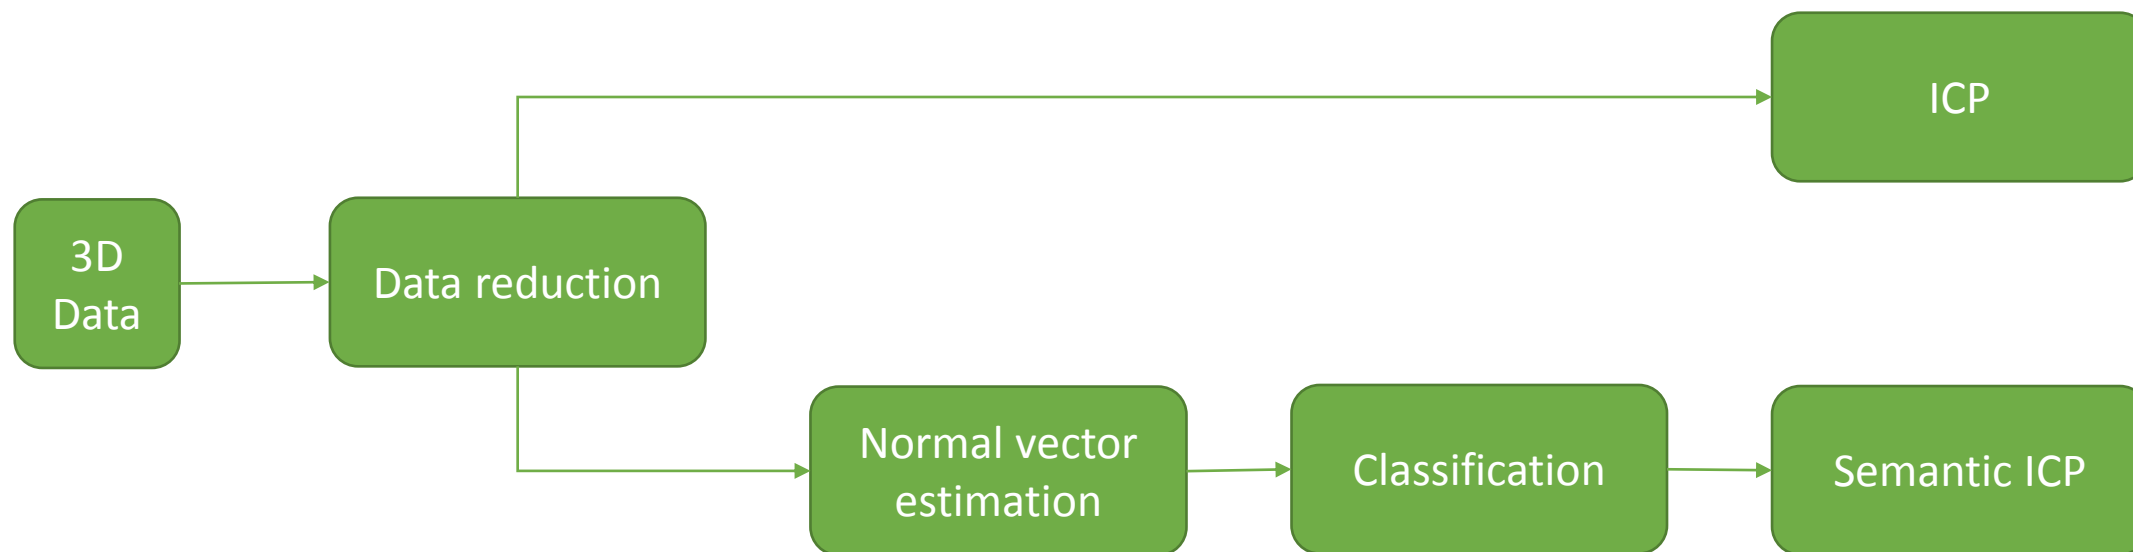 ICP
3D
Data
Data reduction
Normal vector
estimation
Classification
Semantic ICP